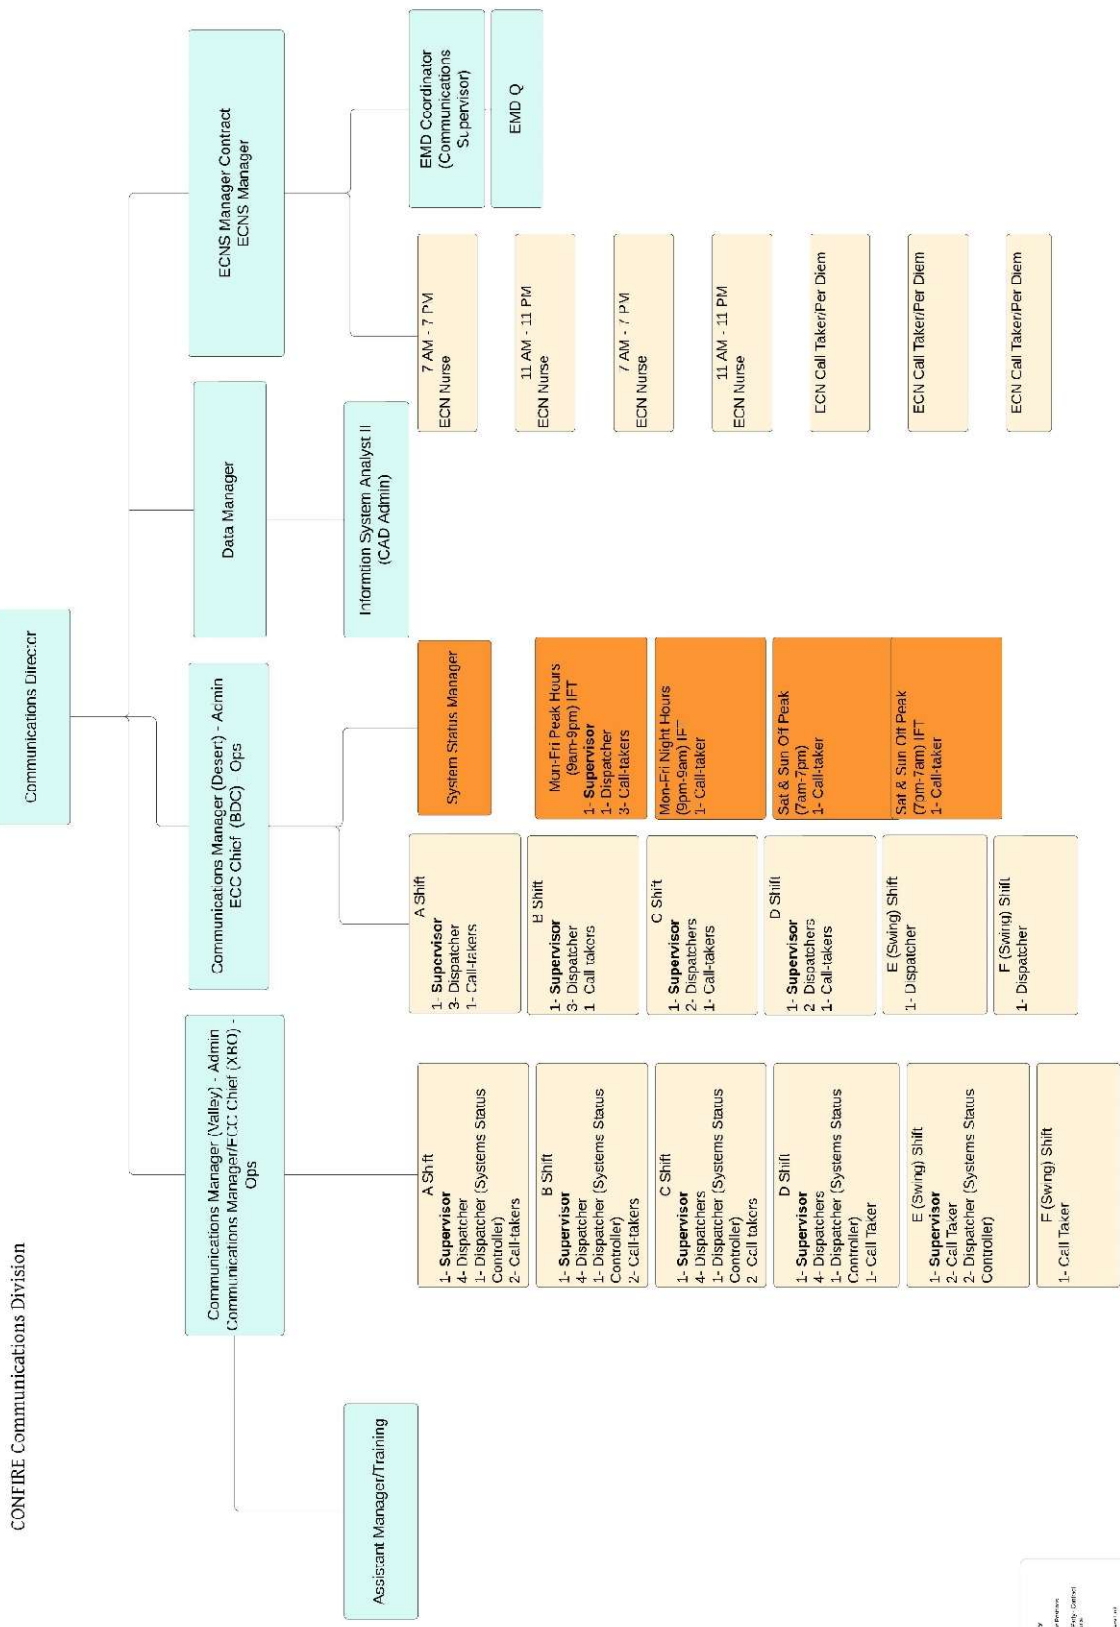 CONFIRE Communications Division
Communications Director
Communications Manager (Valley) - Admin
Communications Manager/ECC Chief (XBO) -
Ops
Communications Manager (Desert) - Admin
ECC Chief (BDC) - Ops
Data Manager
ECNS Manager Contract
ECNS Manager
Assistant Manager/Training
Informtion System Analyst II
(CAD Admin)
A Shift
1- Supervisor
4- Dispatcher
1- Dispatcher (Systems Status
Controller)
2- Call-takers
B Shift
1- Supervisor
4- Dispatcher
1- Dispatcher (Systems Status
Controller)
2- Call-takers
C Shift
1- Supervisor
4- Dispatchers
1- Dispatcher (Systems Status
Controller)
2 Call takers
D Shift
1- Supervisor
4- Dispatchers
1- Dispatcher (Systems Status
Controller)
1- Call Taker
E (Swing) Shift
1- Supervisor
2- Call Taker
2- Dispatcher (Systems Status
Controller)
F (Swing) Shift
1- Call Taker
A Shift
1- Supervisor
3- Dispatcher
1- Call-takers
B Shift
1- Supervisor
3- Dispatcher
1 Call takers
C Shift
1- Supervisor
2- Dispatchers
1- Call-takers
D Shift
1- Supervisor
2 Dispatchers
1- Call-takers
E (Swing) Shift
1- Dispatcher
F (Swing) Shift
1- Dispatcher
System Status Manager
Mon-Fri Peak Hours
(9am-9pm) IFT
1- Supervisor
1- Dispatcher
3- Call-takers
Mon-Fri Night Hours
(9pm-9am) IFT
1- Call-taker
Sat & Sun Off Peak
(7am-7pm)
1- Call-taker
Sat & Sun Off Peak
(7pm-7am) IFT
1- Call-taker
7 AM - 7 PM
ECN Nurse
11 AM - 11 PM
ECN Nurse
7 AM - 7 PM
ECN Nurse
11 AM - 11 PM
ECN Nurse
ECN Call Taker/Per Diem
ECN Call Taker/Per Diem
ECN Call Taker/Per Diem
EMD Coordinator
(Communications
Supervisor)
EMD Q